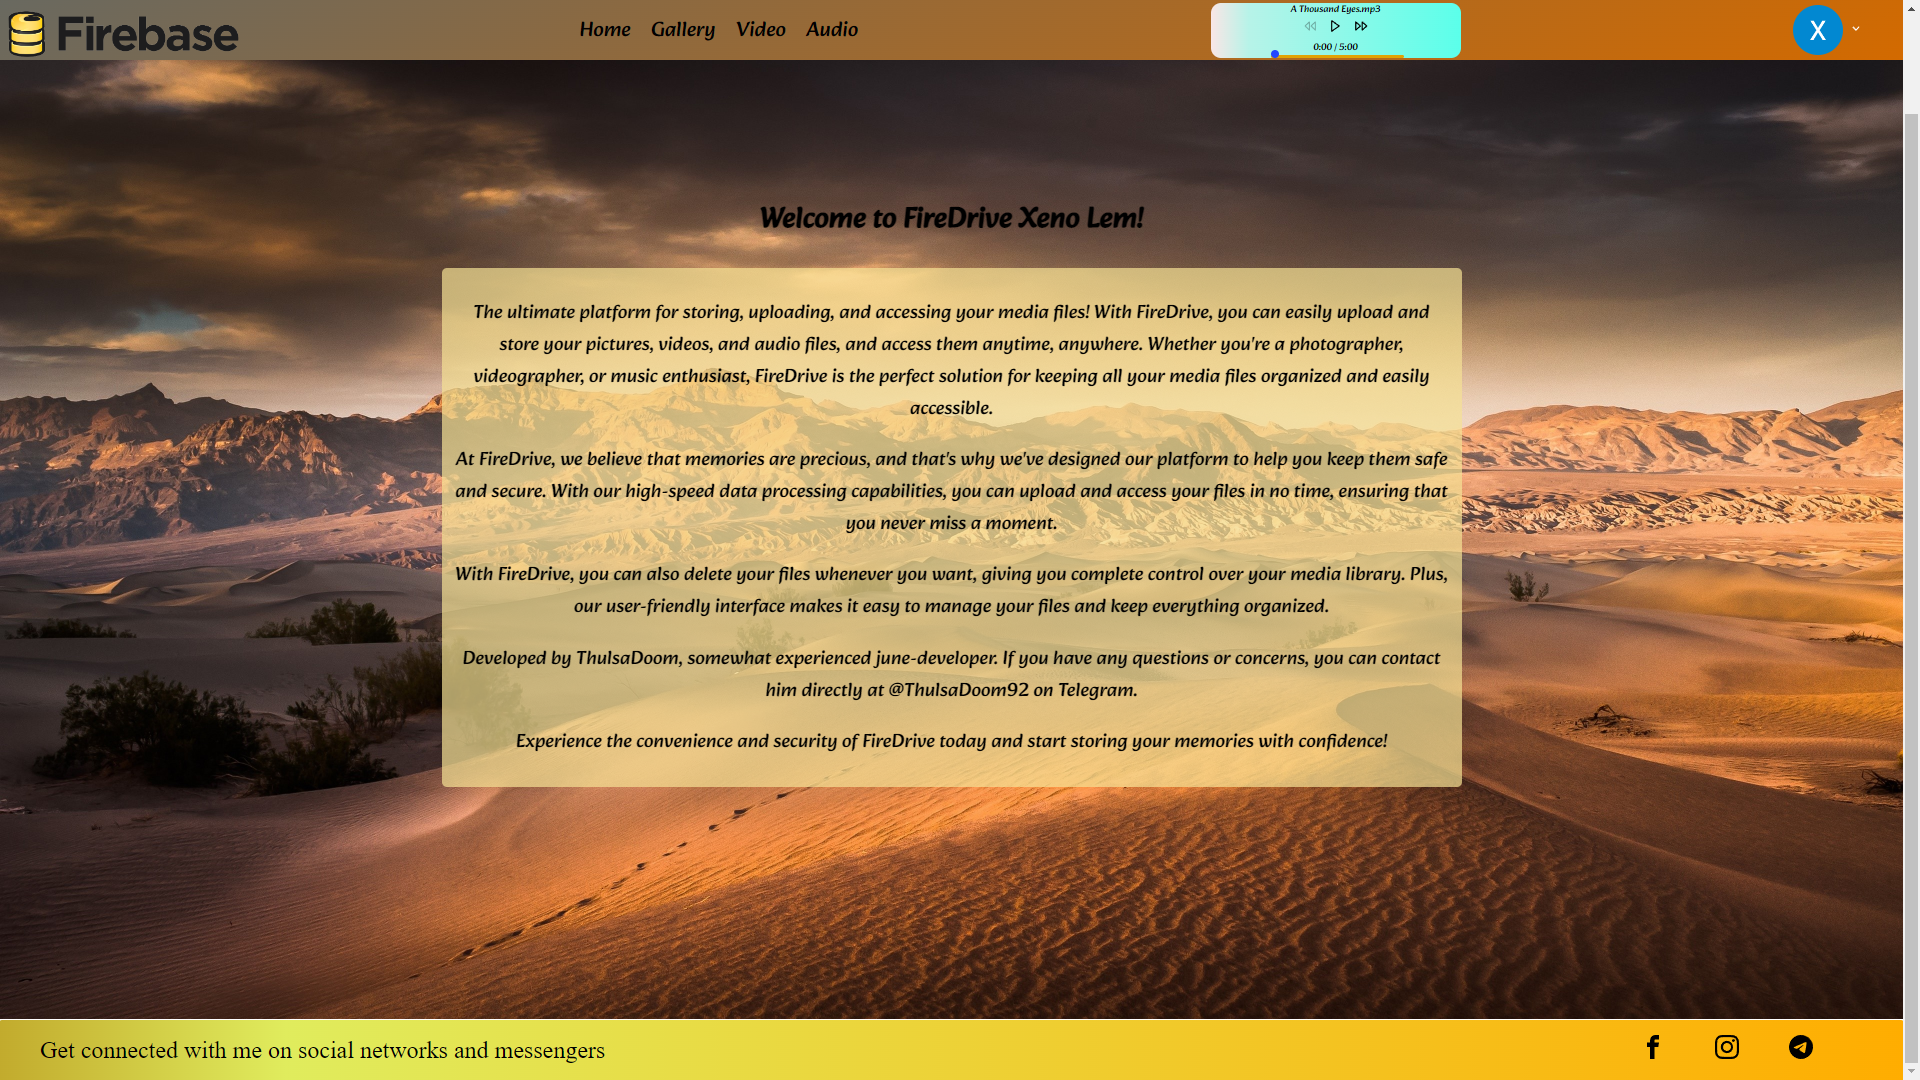 Firebase
Home Gallery Video Audio
A Thousand Eyes.mp3
0:00 / 5:00
X
Welcome to FireDrive Xeno Lem!
The ultimate platform for storing, uploading, and accessing your media files! With FireDrive, you can easily upload and
store your pictures, videos, and audio files, and access them anytime, anywhere. Whether you're a photographer,
videographer, or music enthusiast, FireDrive is the perfect solution for keeping all your media files organized and easily
accessible.
At FireDrive, we believe that memories are precious, and that's why we've designed our platform to help you keep them safe
and secure. With our high-speed data processing capabilities, you can upload and access your files in no time, ensuring that
you never miss a moment.
With FireDrive, you can also delete your files whenever you want, giving you complete control over your media library. Plus,
our user-friendly interface makes it easy to manage your files and keep everything organized.
Developed by ThulsaDoom, somewhat experienced june-developer. If you have any questions or concerns, you can contact
him directly at @ThulsaDoom92 on Telegram.
Experience the convenience and security of FireDrive today and start storing your memories with confidence!
Get connected with me on social networks and messengers